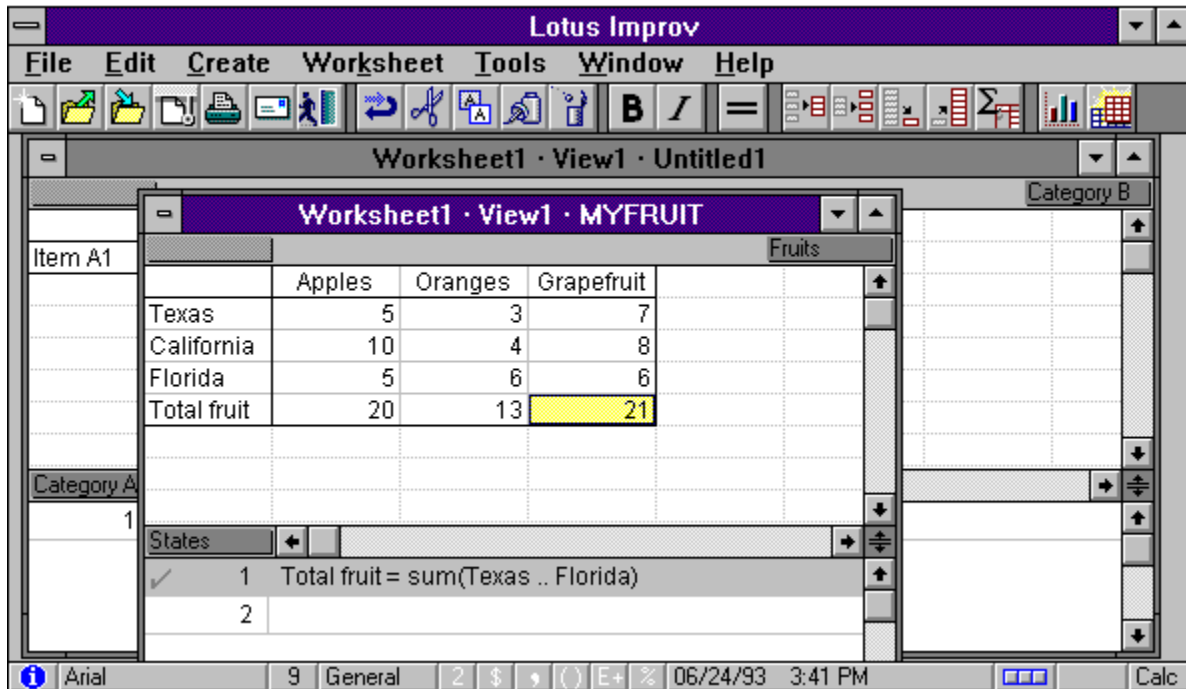 Lotus Improv
File Edit Create Worksheet Tools Window Help
B I
Worksheet1 · View1 · Untitled1
Category B
Worksheet1 · View1 · MYFRUIT
Fruits
Item A1
Apples Oranges Grapefruit
Texas 5 3 7
California 10 4 8
Florida 5 6 6
Total fruit 20 13 21
Category A
1
States
1 Total fruit = sum(Texas .. Florida)
2
Arial 9 General 2 $ , () E+ % 06/24/93 3:41 PM Calc